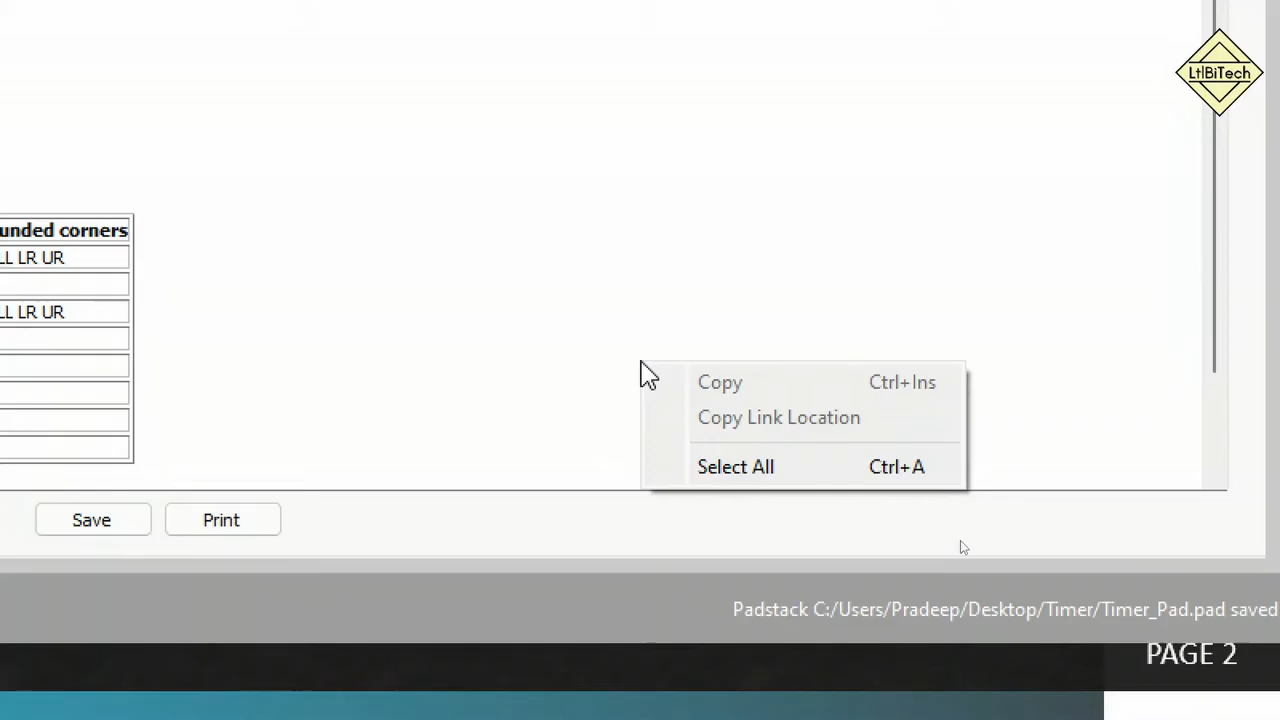 LtlBiTech
unded corners
LL LR UR
LL LR UR
Copy Ctrl+Ins
Copy Link Location
Select All Ctrl+A
Save Print
Padstack C:/Users/Pradeep/Desktop/Timer/Timer_Pad.pad saved
PAGE 2